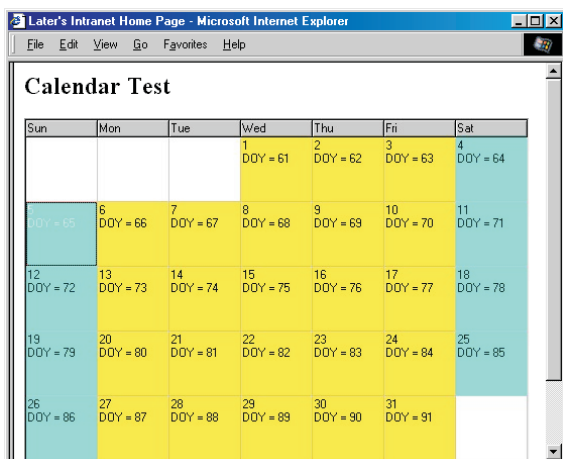 Later's Intranet Home Page - Microsoft Internet Explorer
File Edit View Go Favorites Help
Calendar Test
Sun Mon Tue Wed Thu Fri Sat
1 2 3 4
DOY = 61 DOY = 62 DOY = 63 DOY = 64
5 6 7 8 9 10 11
DOY = 65 DOY = 66 DOY = 67 DOY = 68 DOY = 69 DOY = 70 DOY = 71
12 13 14 15 16 17 18
DOY = 72 DOY = 73 DOY = 74 DOY = 75 DOY = 76 DOY = 77 DOY = 78
19 20 21 22 23 24 25
DOY = 79 DOY = 80 DOY = 81 DOY = 82 DOY = 83 DOY = 84 DOY = 85
26 27 28 29 30 31
DOY = 86 DOY = 87 DOY = 88 DOY = 89 DOY = 90 DOY = 91